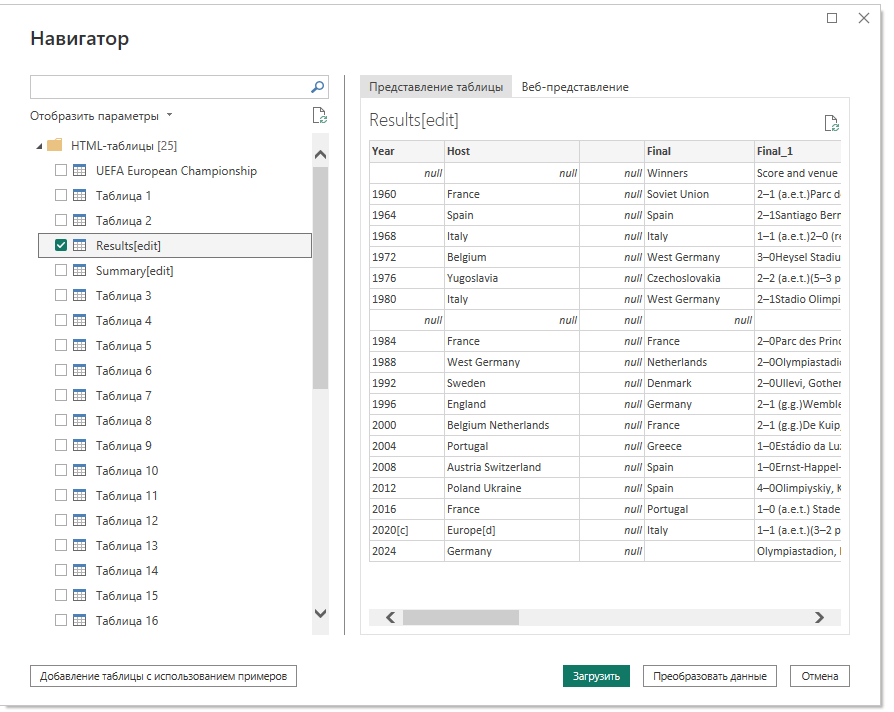 Навигатор
Отобразить параметры
HTML-таблицы [25]
UEFA European Championship
Таблица 1
Таблица 2
Results[edit]
Summary[edit]
Таблица 3
Таблица 4
Таблица 5
Таблица 6
Таблица 7
Таблица 8
Таблица 9
Таблица 10
Таблица 11
Таблица 12
Таблица 13
Таблица 14
Таблица 15
Таблица 16
Представление таблицы Веб-представление
Results[edit]
Year Host Final Final_1
null null null Winners Score and venue
1960 France null Soviet Union 2–1 (a.e.t.)Parc d
1964 Spain null Spain 2–1Santiago Bern
1968 Italy null Italy 1–1 (a.e.t.)2–0 (re
1972 Belgium null West Germany 3–0Heysel Stadiu
1976 Yugoslavia null Czechoslovakia 2–2 (a.e.t.)(5–3 p
1980 Italy null West Germany 2–1Stadio Olimpi
null null null null
1984 France null France 2–0Parc des Princ
1988 West Germany null Netherlands 2–0Olympiastadio
1992 Sweden null Denmark 2–0Ullevi, Gother
1996 England null Germany 2–1 (g.g.)Wemble
2000 Belgium Netherlands null France 2–1 (g.g.)De Kuip,
2004 Portugal null Greece 1–0Estádio da Luz
2008 Austria Switzerland null Spain 1–0Ernst-Happel-
2012 Poland Ukraine null Spain 4–0Olimpiyskiy, K
2016 France null Portugal 1–0 (a.e.t.) Stade
2020[c] Europe[d] null Italy 1–1 (a.e.t.)(3–2 p
2024 Germany null Olympiastadion,
Добавление таблицы с использованием примеров Загрузить Преобразовать данные Отмена